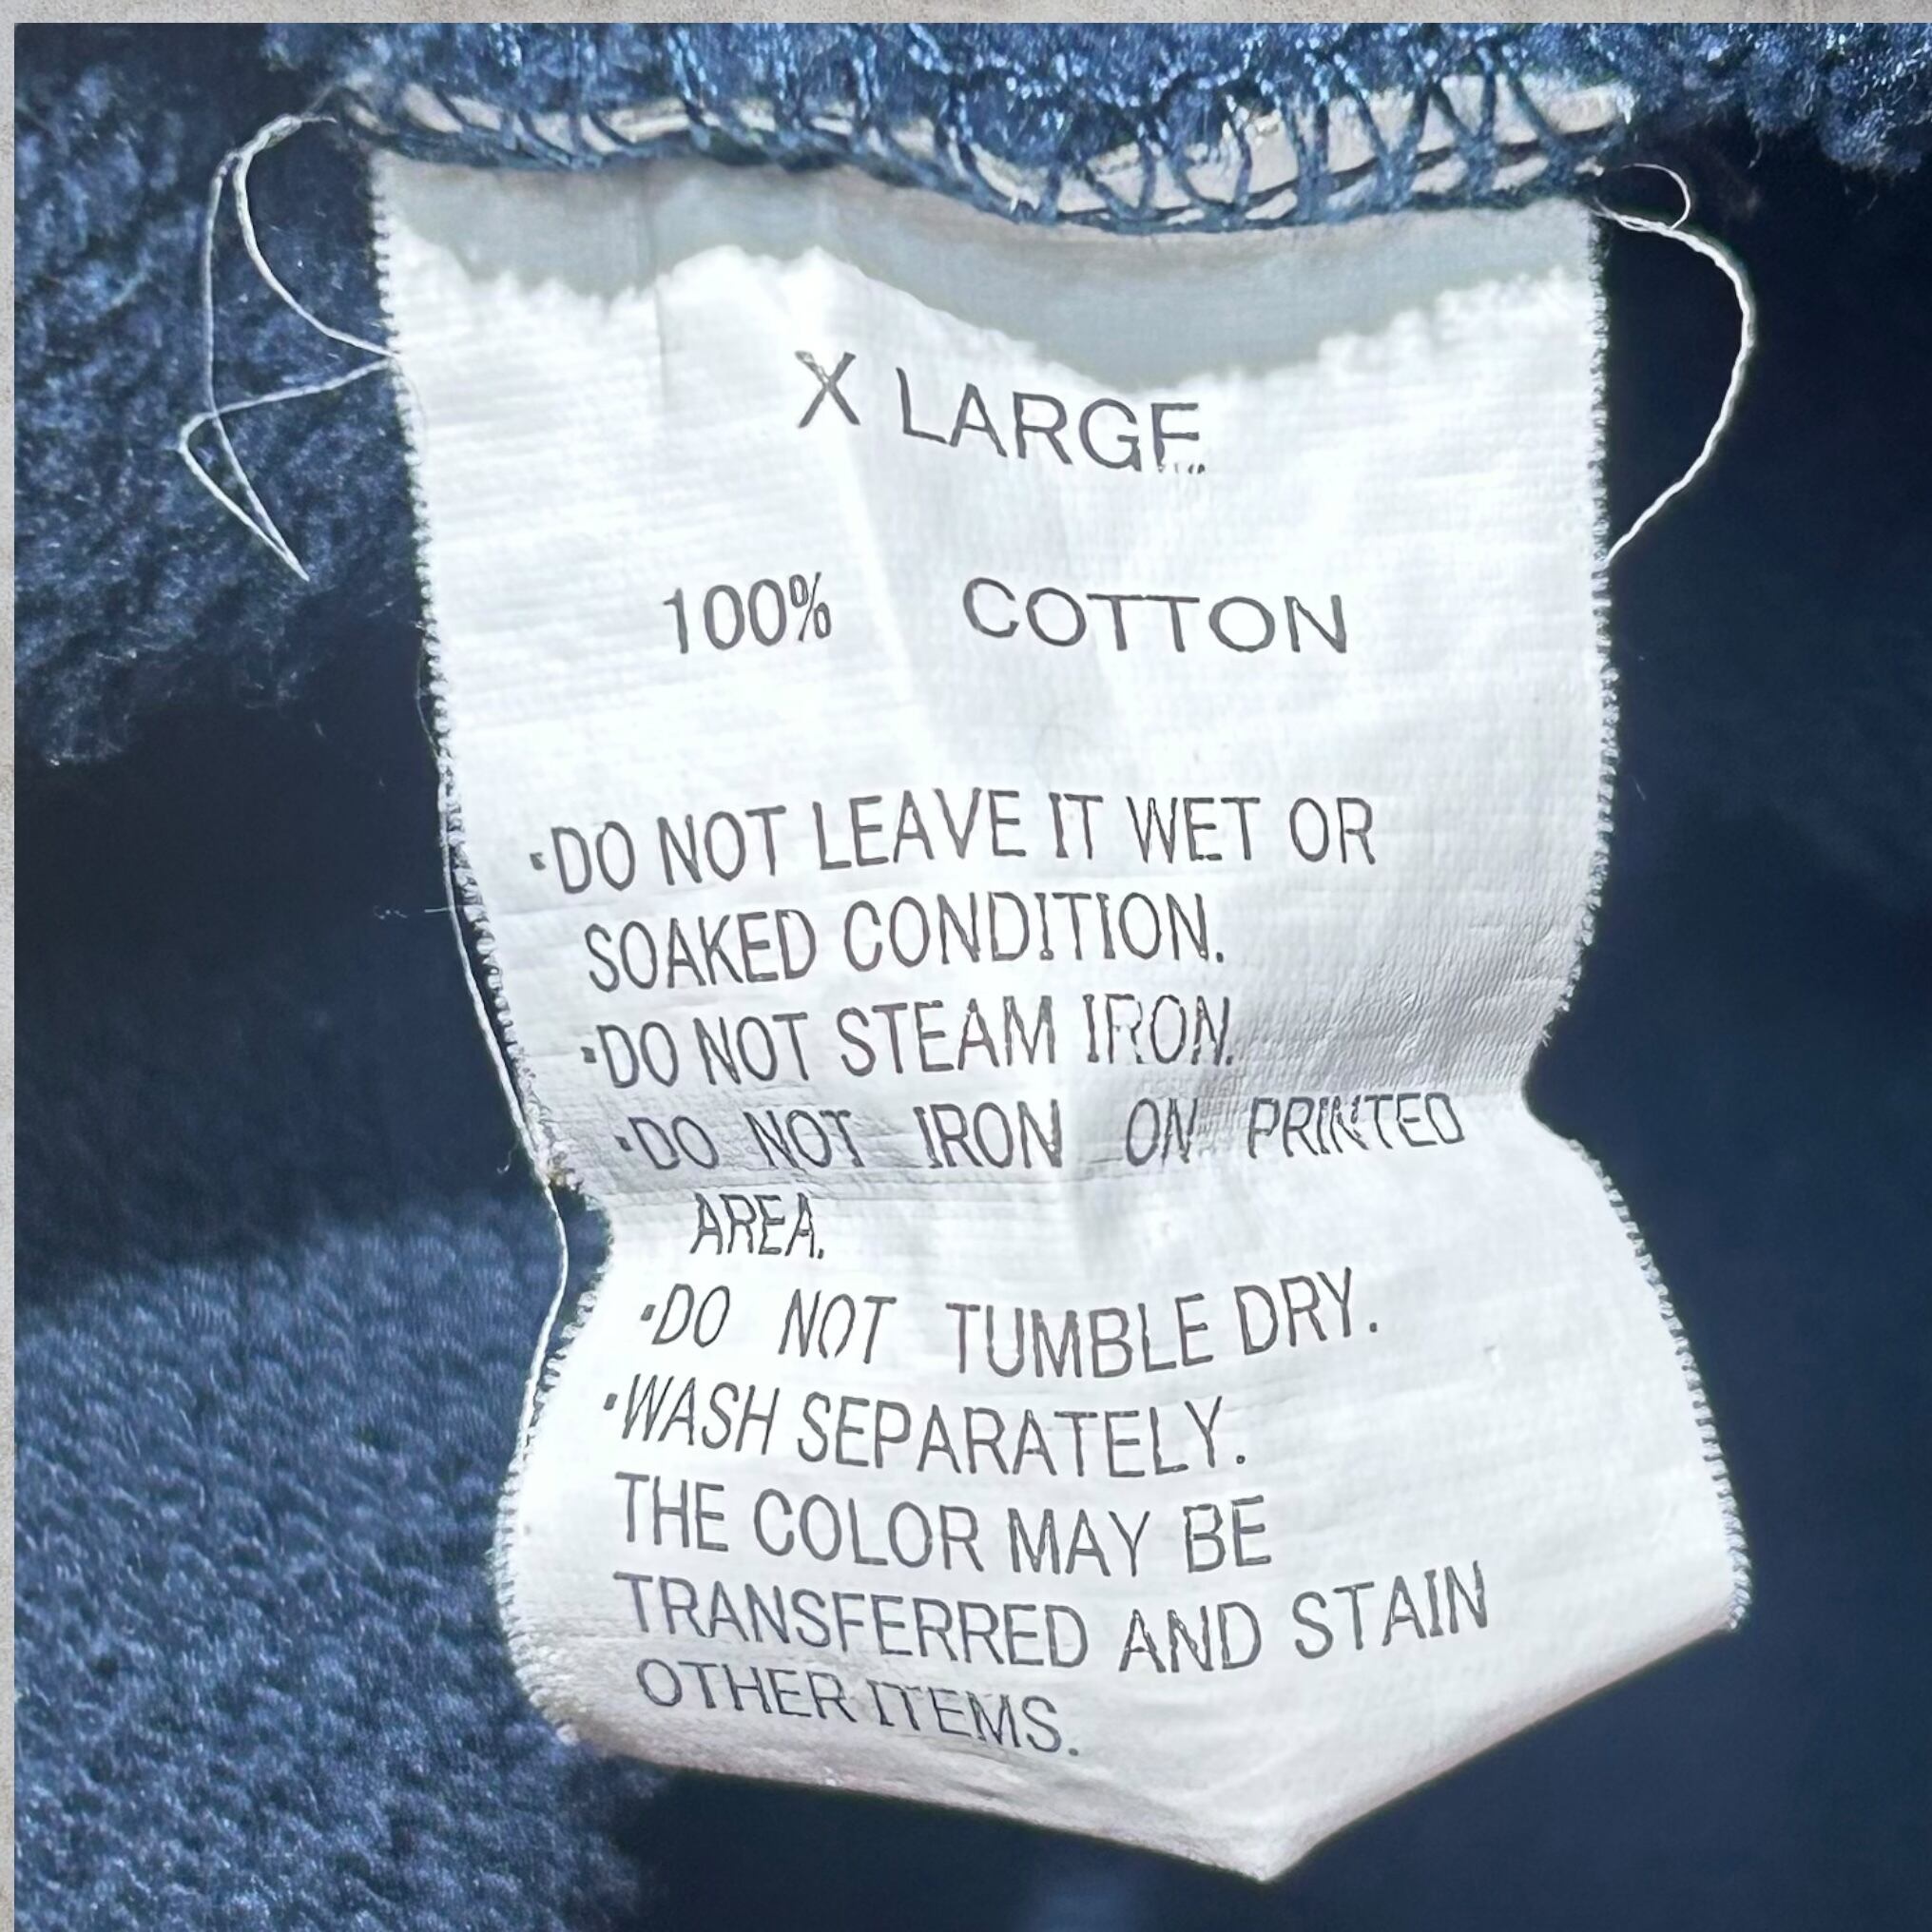 X LARGE
100% COTTON
·DO NOT LEAVE IT WET OR
SOAKED CONDITION.
·DO NOT STEAM IRON.
·DO NOT IRON ON PRINTED
AREA.
·DO NOT TUMBLE DRY.
·WASH SEPARATELY.
THE COLOR MAY BE
TRANSFERRED AND STAIN
OTHER ITEMS.